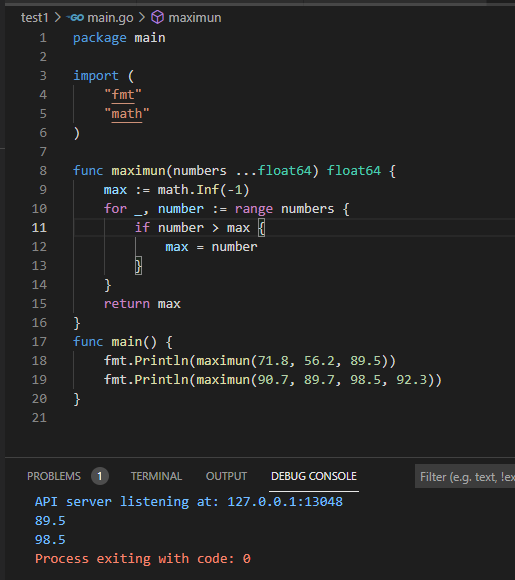 test1 > GO main.go > maximun
1 package main
2
3 import (
4 "fmt"
5 "math"
6 )
7
8 func maximun(numbers ...float64) float64 {
9 max := math.Inf(-1)
10 for _, number := range numbers {
11 if number > max {
12 max = number
13 }
14 }
15 return max
16 }
17 func main() {
18 fmt.Println(maximun(71.8, 56.2, 89.5))
19 fmt.Println(maximun(90.7, 89.7, 98.5, 92.3))
20 }
21
PROBLEMS 1 TERMINAL OUTPUT DEBUG CONSOLE Filter (e.g. text, !ex
API server listening at: 127.0.0.1:13048
89.5
98.5
Process exiting with code: 0